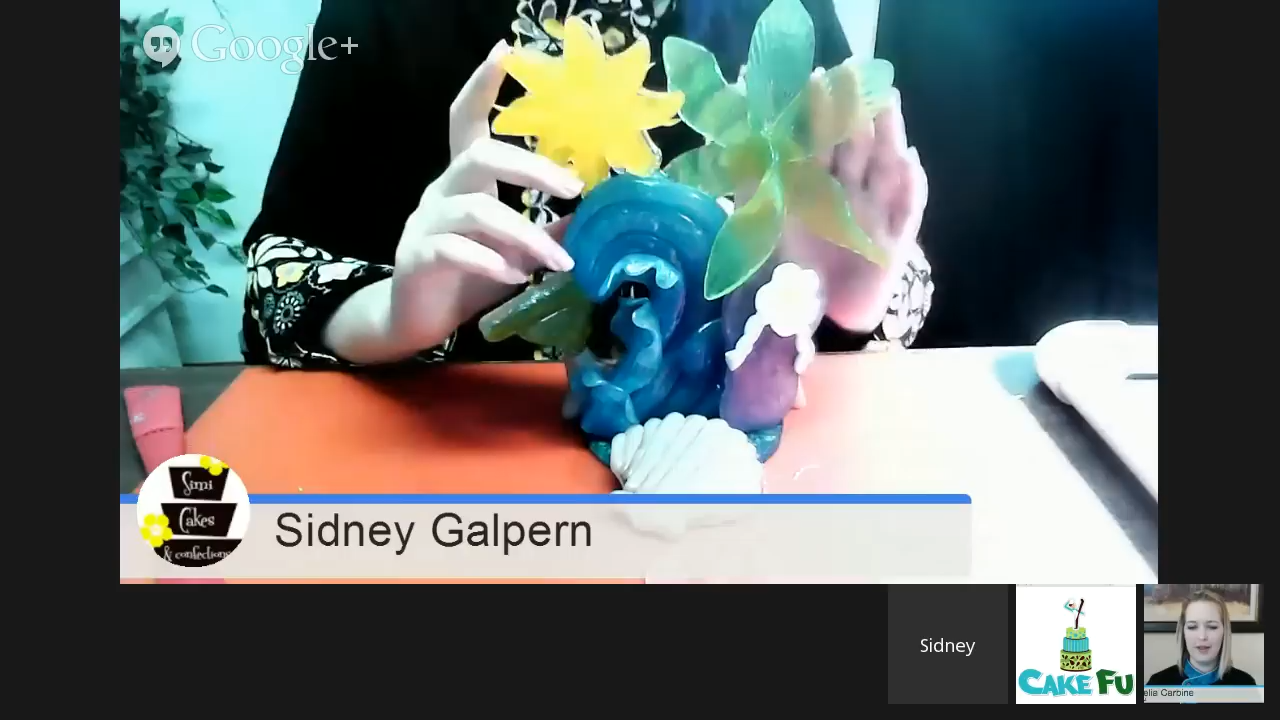 Google+
Simi
Cakes
& confections
Sidney Galpern
Sidney
CAKE FU
elia Carbine